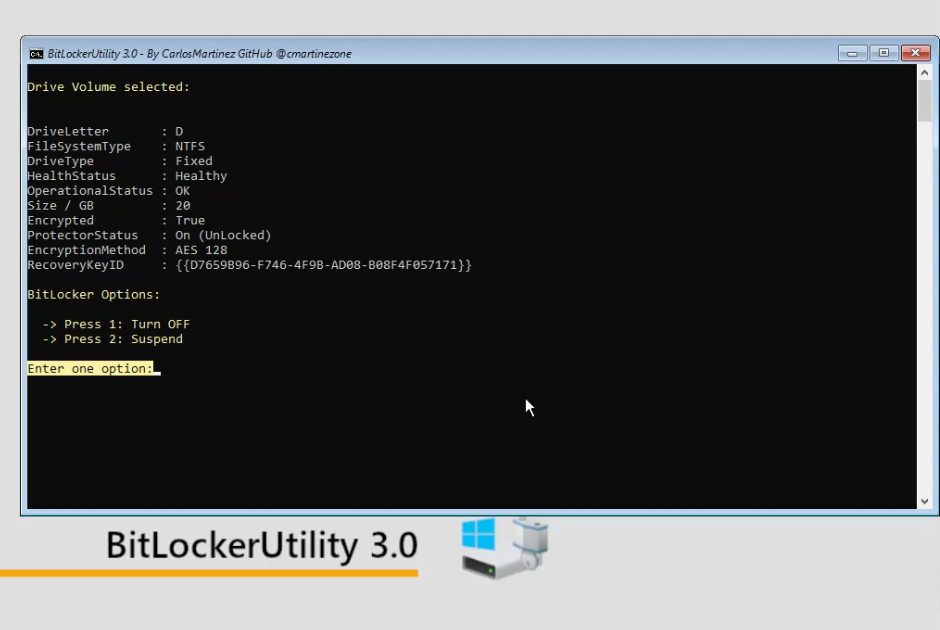 BitLockerUtility 3.0 - By CarlosMartinez GitHub @cmartinezone
Drive Volume selected:
DriveLetter : D
FileSystemType : NTFS
DriveType : Fixed
HealthStatus : Healthy
OperationalStatus : OK
Size / GB : 20
Encrypted : True
ProtectorStatus : On (UnLocked)
EncryptionMethod : AES 128
RecoveryKeyID : {{D7659B96-F746-4F9B-AD08-B08F4F057171}}
BitLocker Options:
-> Press 1: Turn OFF
-> Press 2: Suspend
Enter one option:
BitLockerUtility 3.0